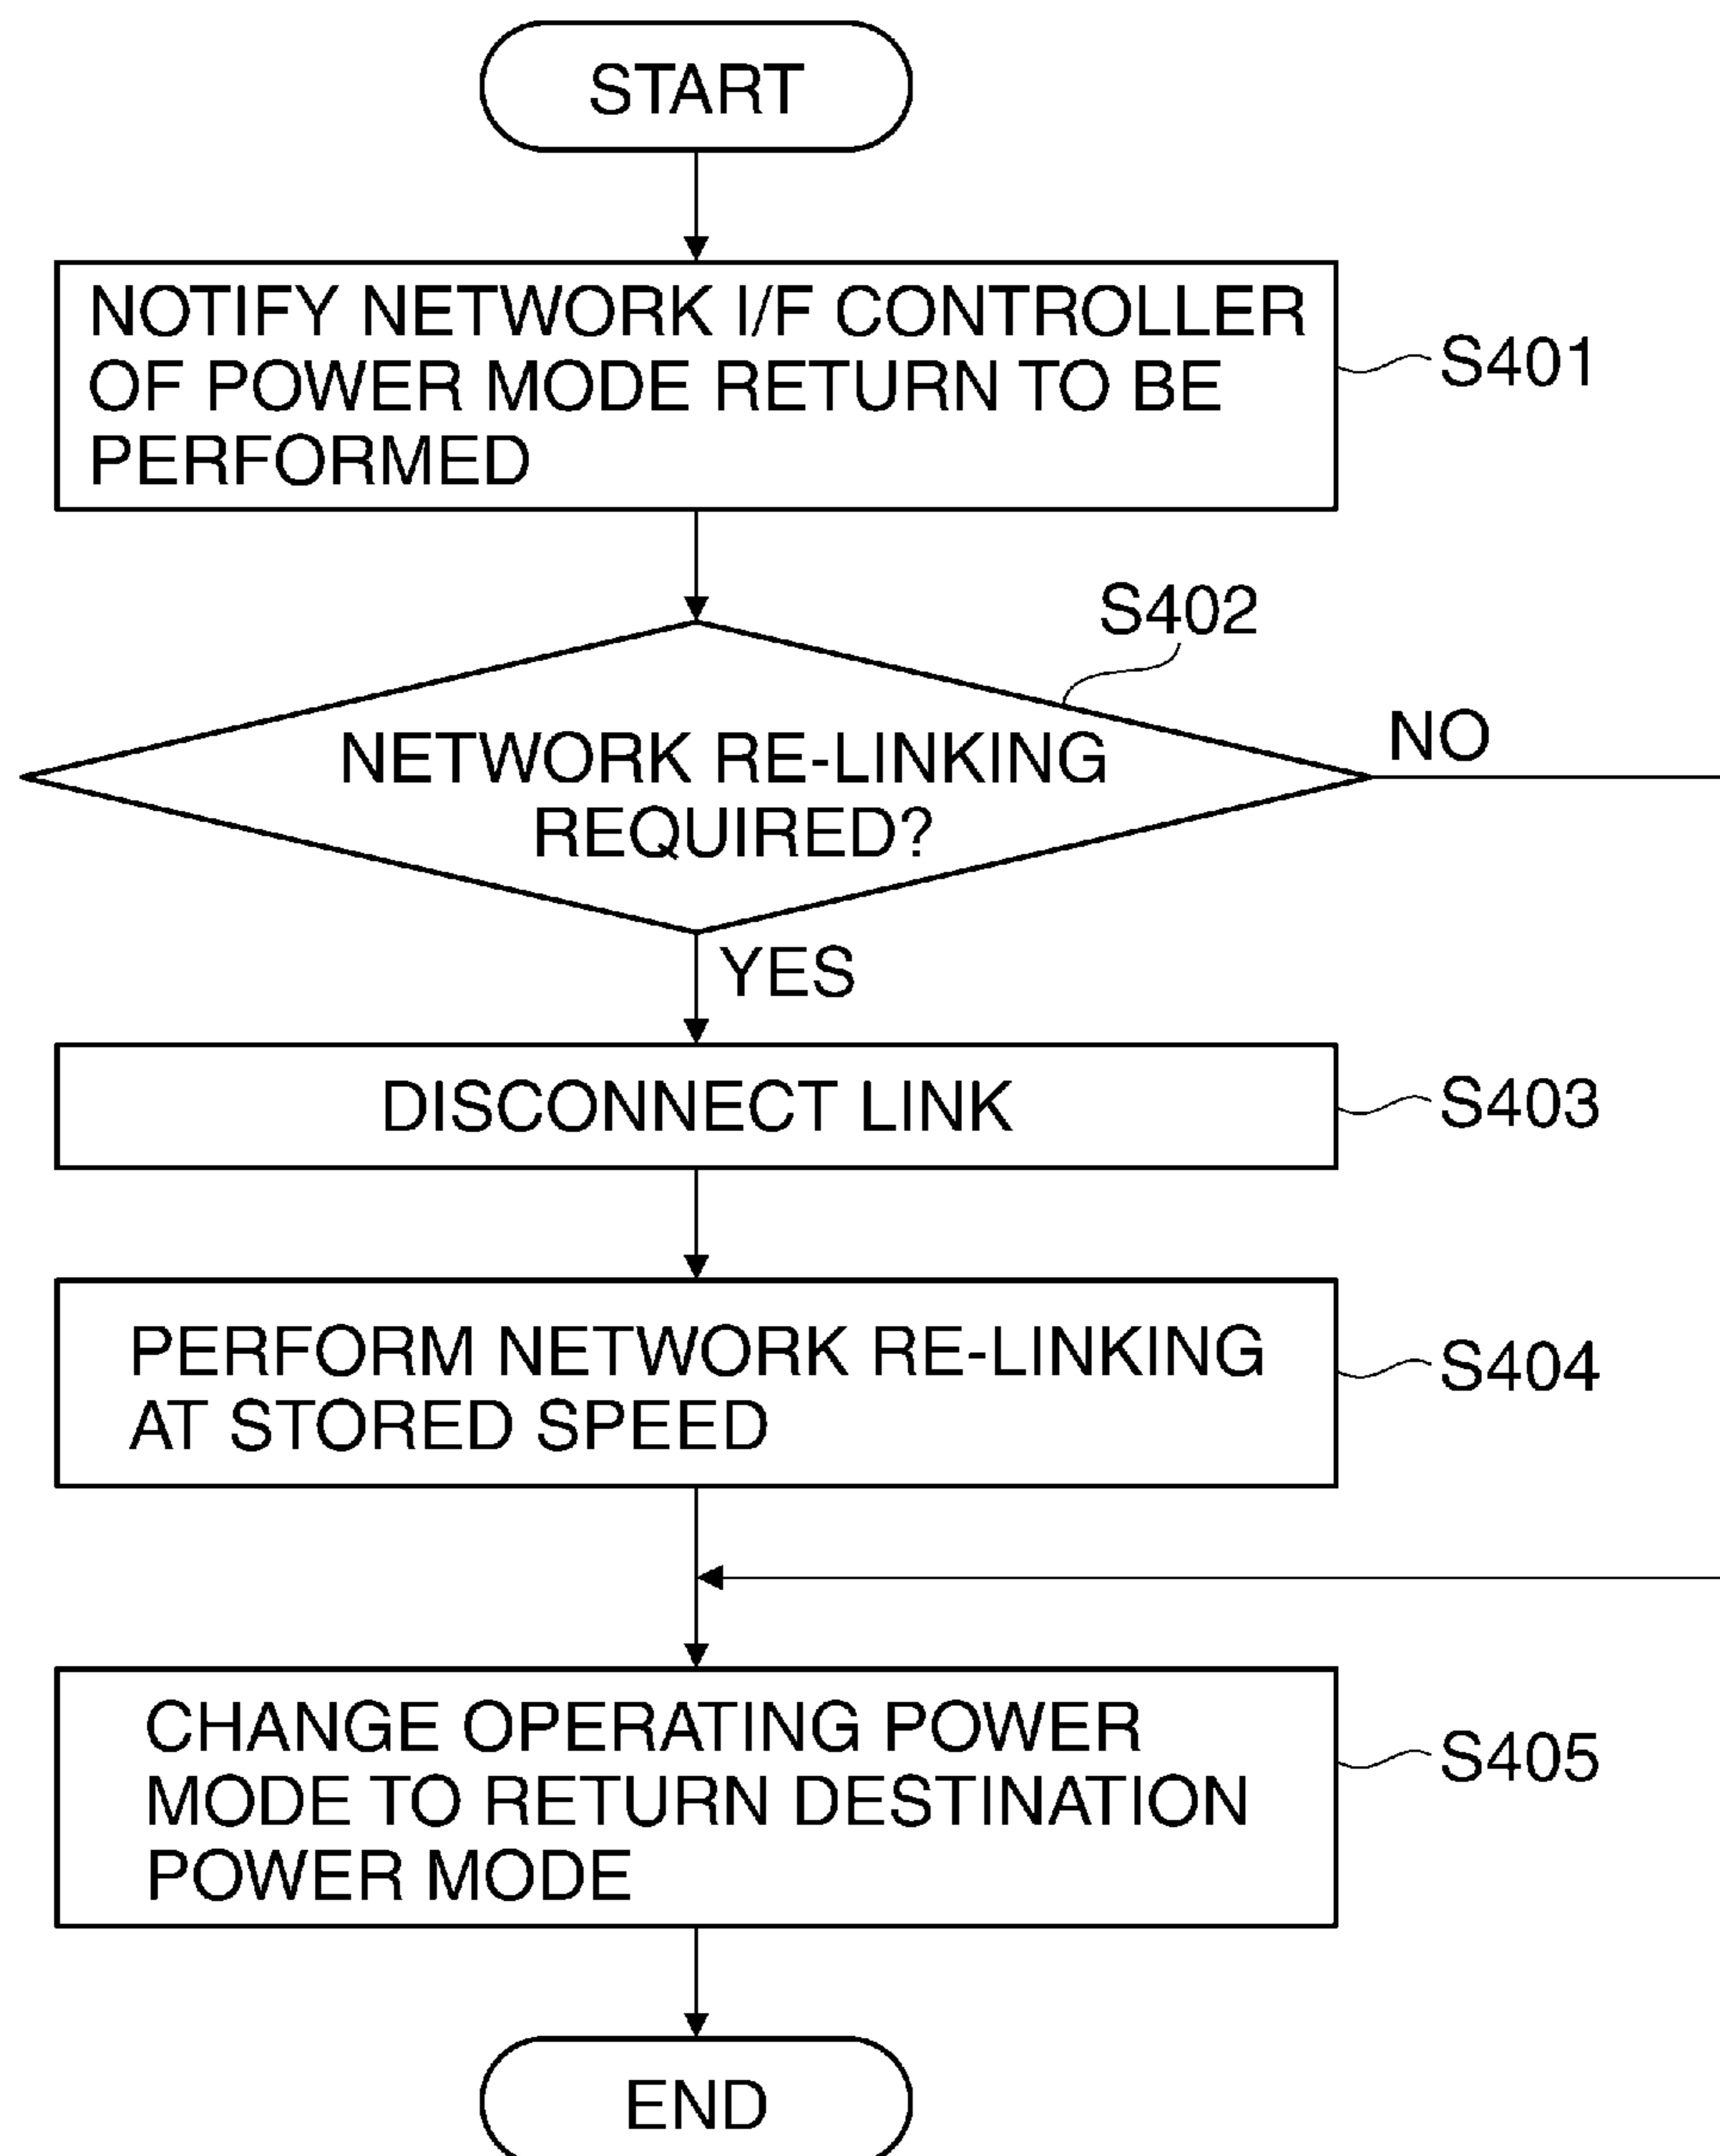 START
NOTIFY NETWORK I/F CONTROLLER
OF POWER MODE RETURN TO BE
PERFORMED
S401
S402
NETWORK RE-LINKING
REQUIRED?
NO
YES
DISCONNECT LINK
S403
PERFORM NETWORK RE-LINKING
AT STORED SPEED
S404
CHANGE OPERATING POWER
MODE TO RETURN DESTINATION
POWER MODE
S405
END